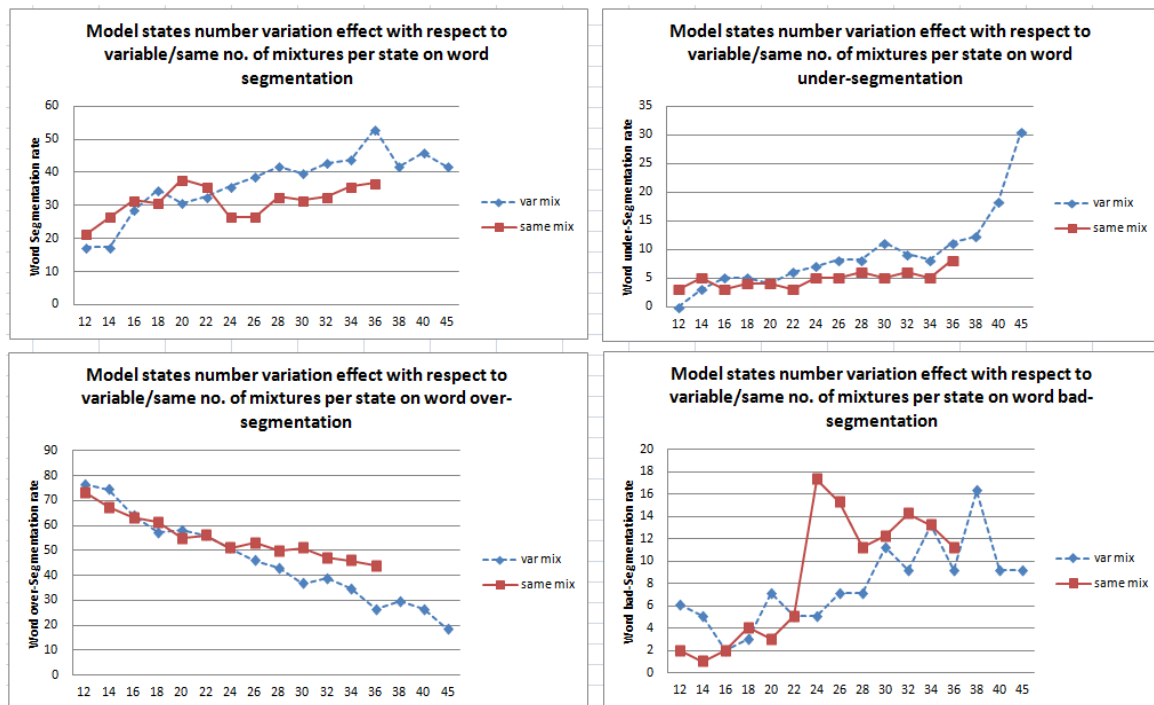 Model states number variation effect with respect to
variable/same no. of mixtures per state on word
segmentation
Word Segmentation rate
60
50
40
30
20
10
0
12 14 16 18 20 22 24 26 28 30 32 34 36 38 40 45
var mix
same mix
Model states number variation effect with respect to
variable/same no. of mixtures per state on word
under-segmentation
Word under-Segmentation rate
35
30
25
20
15
10
5
0
12 14 16 18 20 22 24 26 28 30 32 34 36 38 40 45
var mix
same mix
Model states number variation effect with respect to
variable/same no. of mixtures per state on word over-
segmentation
Word over-Segmentation rate
90
80
70
60
50
40
30
20
10
0
12 14 16 18 20 22 24 26 28 30 32 34 36 38 40 45
var mix
same mix
Model states number variation effect with respect to
variable/same no. of mixtures per state on word bad-
segmentation
Word bad-Segmentation rate
20
18
16
14
12
10
8
6
4
2
0
12 14 16 18 20 22 24 26 28 30 32 34 36 38 40 45
var mix
same mix